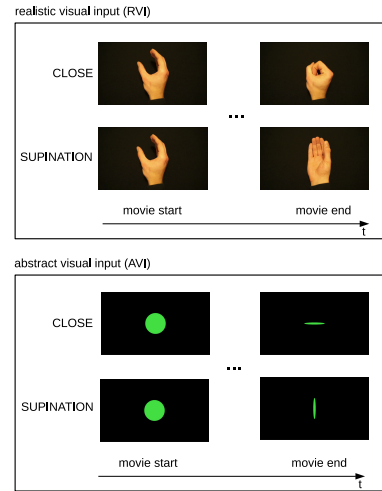 realistic visual input (RVI)
CLOSE
...
SUPINATION
movie start movie end
t
abstract visual input (AVI)
CLOSE
...
SUPINATION
movie start movie end
t